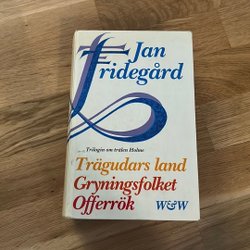 Jan
Fridegård
... Trilogin om trälen Holme
Trägudars land
Gryningsfolket
Offerrök W&W